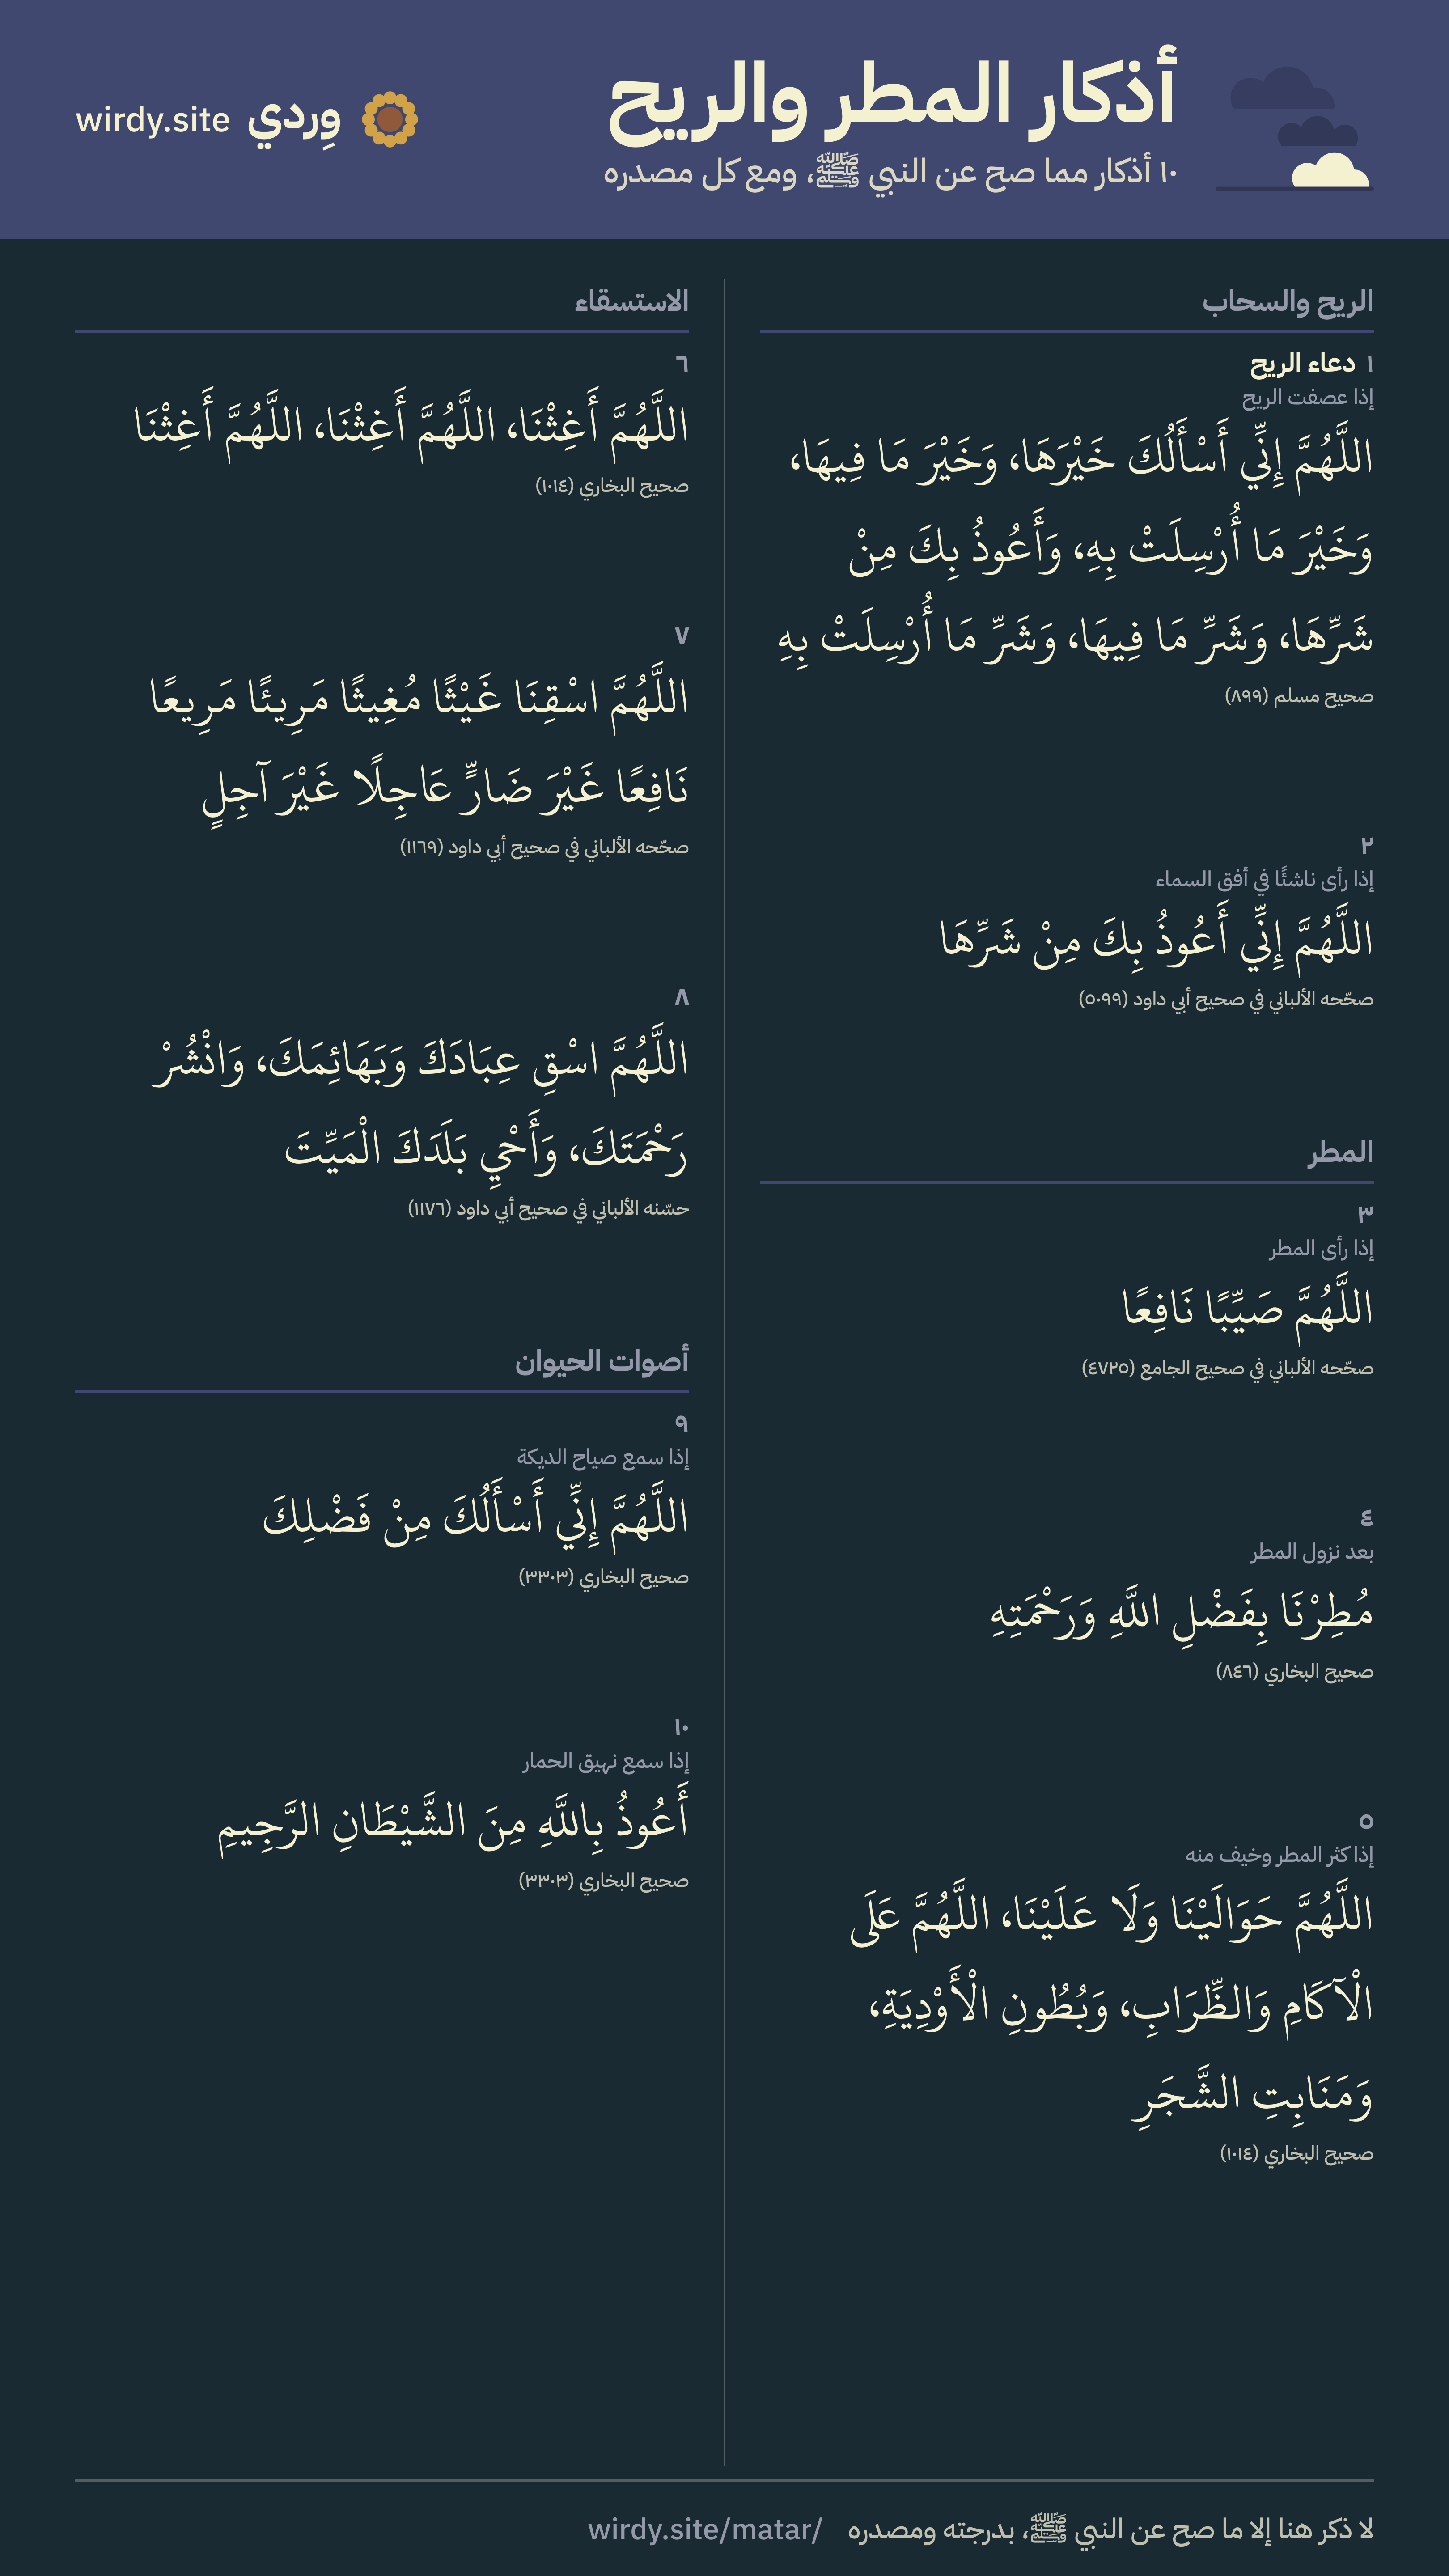 أذكار المطر والريح
١٠ أذكار مما صح عن النبي ﷺ، ومع كل مصدره
وِردي wirdy.site
الريح والسحاب
١ دعاء الريح
إذا عصفت الريح
اللَّهُمَّ إِنِّي أَسْأَلُكَ خَيْرَهَا، وَخَيْرَ مَا فِيهَا،
وَخَيْرَ مَا أُرْسِلَتْ بِهِ، وَأَعُوذُ بِكَ مِنْ
شَرِّهَا، وَشَرِّ مَا فِيهَا، وَشَرِّ مَا أُرْسِلَتْ بِهِ
صحيح مسلم (٨٩٩)
٢
إذا رأى ناشئًا في أفق السماء
اللَّهُمَّ إِنِّي أَعُوذُ بِكَ مِنْ شَرِّهَا
صحّحه الألباني في صحيح أبي داود (٥٠٩٩)
المطر
٣
إذا رأى المطر
اللَّهُمَّ صَيِّبًا نَافِعًا
صحّحه الألباني في صحيح الجامع (٤٧٢٥)
٤
بعد نزول المطر
مُطِرْنَا بِفَضْلِ اللَّهِ وَرَحْمَتِهِ
صحيح البخاري (٨٤٦)
٥
إذا كثر المطر وخيف منه
اللَّهُمَّ حَوَالَيْنَا وَلَا عَلَيْنَا، اللَّهُمَّ عَلَى
الْآكَامِ وَالظِّرَابِ، وَبُطُونِ الْأَوْدِيَةِ،
وَمَنَابِتِ الشَّجَرِ
صحيح البخاري (١٠١٤)
الاستسقاء
٦
اللَّهُمَّ أَغِثْنَا، اللَّهُمَّ أَغِثْنَا، اللَّهُمَّ أَغِثْنَا
صحيح البخاري (١٠١٤)
٧
اللَّهُمَّ اسْقِنَا غَيْثًا مُغِيثًا مَرِيئًا مَرِيعًا
نَافِعًا غَيْرَ ضَارٍّ عَاجِلًا غَيْرَ آجِلٍ
صحّحه الألباني في صحيح أبي داود (١١٦٩)
٨
اللَّهُمَّ اسْقِ عِبَادَكَ وَبَهَائِمَكَ، وَانْشُرْ
رَحْمَتَكَ، وَأَحْيِ بَلَدَكَ الْمَيِّتَ
حسّنه الألباني في صحيح أبي داود (١١٧٦)
أصوات الحيوان
٩
إذا سمع صياح الديكة
اللَّهُمَّ إِنِّي أَسْأَلُكَ مِنْ فَضْلِكَ
صحيح البخاري (٣٣٠٣)
١٠
إذا سمع نهيق الحمار
أَعُوذُ بِاللَّهِ مِنَ الشَّيْطَانِ الرَّجِيمِ
صحيح البخاري (٣٣٠٣)
لا ذكر هنا إلا ما صح عن النبي ﷺ، بدرجته ومصدره wirdy.site/matar/